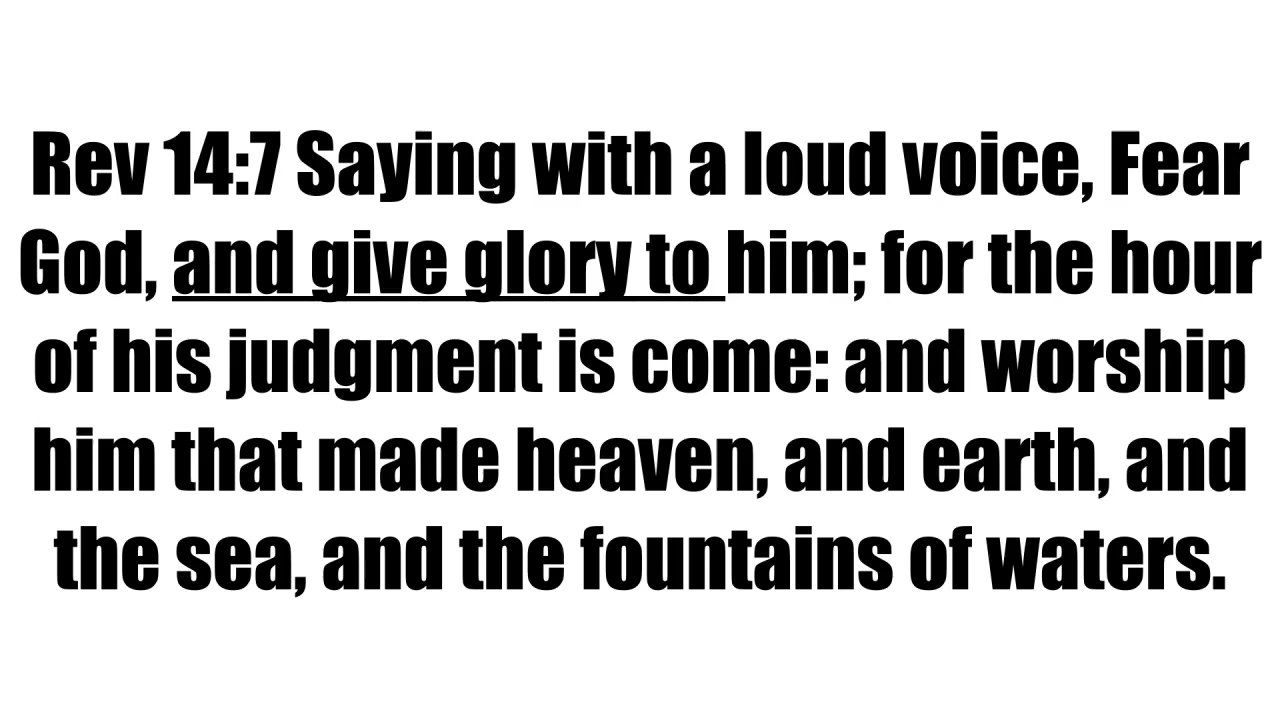 Rev 14:7 Saying with a loud voice, Fear
God, and give glory to him; for the hour
of his judgment is come: and worship
him that made heaven, and earth, and
the sea, and the fountains of waters.